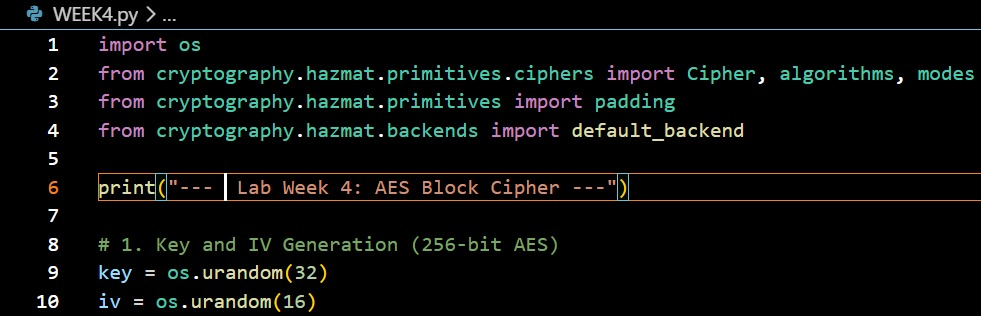 WEEK4.py > ...
1 import os
2 from cryptography.hazmat.primitives.ciphers import Cipher, algorithms, modes
3 from cryptography.hazmat.primitives import padding
4 from cryptography.hazmat.backends import default_backend
5
6 print("--- Lab Week 4: AES Block Cipher ---")
7
8 # 1. Key and IV Generation (256-bit AES)
9 key = os.urandom(32)
10 iv = os.urandom(16)